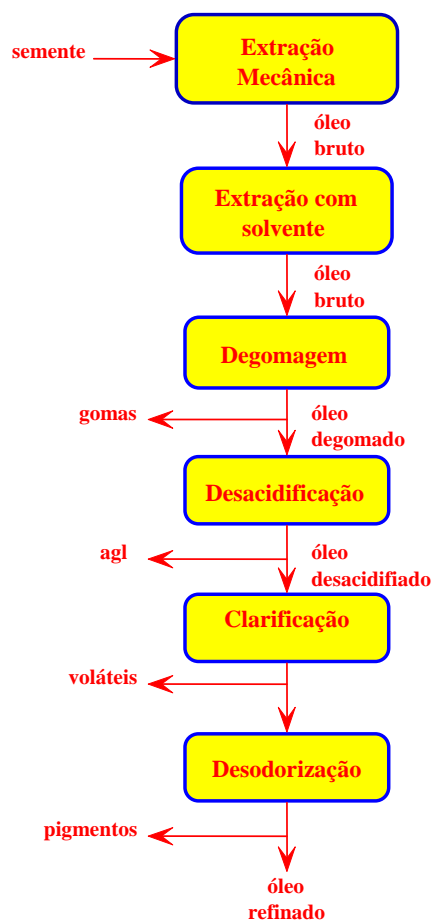 semente
Extração
Mecânica
óleo
bruto
Extração com
solvente
óleo
bruto
Degomagem
gomas
óleo
degomado
Desacidificação
agl
óleo
desacidifiado
Clarificação
voláteis
Desodorização
pigmentos
óleo
refinado